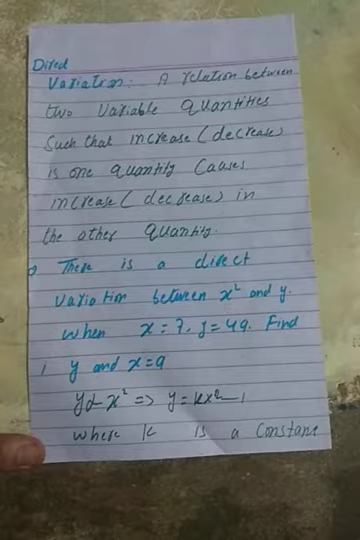 Direct
Variation: A relation between
two variable quantities
such that increase (decrease)
is one quantity causes
increase (decrease) in
the other quantity.
There is a direct
variation between x² and y.
when x = 7, y = 49. Find
y and x = 9
y ∝ x² => y = kx²
where k is a constant